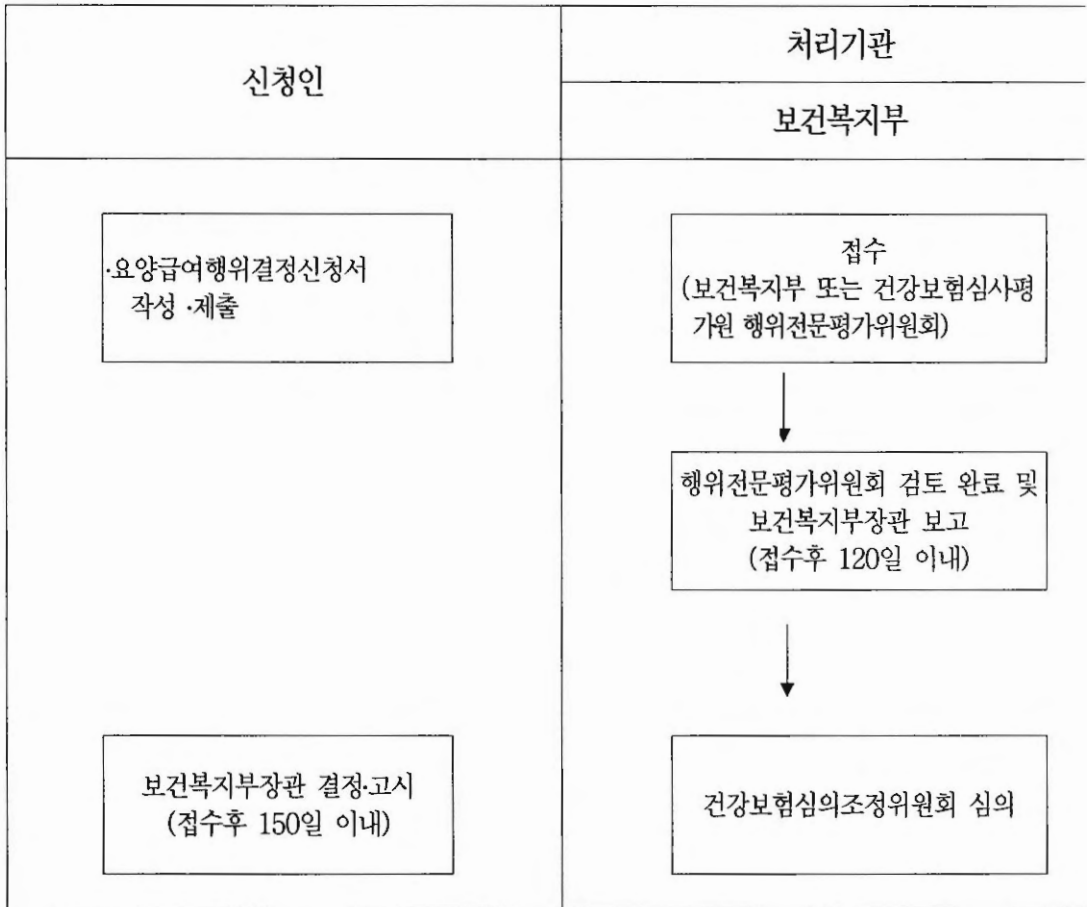 신청인
처리기관
보건복지부
·요양급여행위결정신청서
작성 ·제출
접수
(보건복지부 또는 건강보험심사평
가원 행위전문평가위원회)
행위전문평가위원회 검토 완료 및
보건복지부장관 보고
(접수후 120일 이내)
보건복지부장관 결정·고시
(접수후 150일 이내)
건강보험심의조정위원회 심의